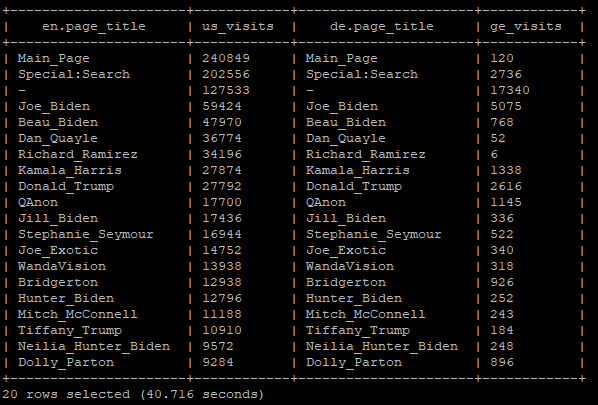 +----------------------+------------+----------------------+------------+
|    en.page_title     | us_visits  |    de.page_title     | ge_visits  |
+----------------------+------------+----------------------+------------+
| Main_Page            | 240849     | Main_Page            | 120        |
| Special:Search       | 202556     | Special:Search       | 2736       |
| -                    | 127533     | -                    | 17340      |
| Joe_Biden            | 59424      | Joe_Biden            | 5075       |
| Beau_Biden           | 47970      | Beau_Biden           | 768        |
| Dan_Quayle           | 36774      | Dan_Quayle           | 52         |
| Richard_Ramirez      | 34196      | Richard_Ramirez      | 6          |
| Kamala_Harris        | 27874      | Kamala_Harris        | 1338       |
| Donald_Trump         | 27792      | Donald_Trump         | 2616       |
| QAnon                | 17700      | QAnon                | 1145       |
| Jill_Biden           | 17436      | Jill_Biden           | 336        |
| Stephanie_Seymour    | 16944      | Stephanie_Seymour    | 522        |
| Joe_Exotic           | 14752      | Joe_Exotic           | 340        |
| WandaVision          | 13938      | WandaVision          | 318        |
| Bridgerton           | 12938      | Bridgerton           | 926        |
| Hunter_Biden         | 12796      | Hunter_Biden         | 252        |
| Mitch_McConnell      | 11188      | Mitch_McConnell      | 243        |
| Tiffany_Trump        | 10910      | Tiffany_Trump        | 184        |
| Neilia_Hunter_Biden  | 9572       | Neilia_Hunter_Biden  | 248        |
| Dolly_Parton         | 9284       | Dolly_Parton         | 896        |
+----------------------+------------+----------------------+------------+
20 rows selected (40.716 seconds)